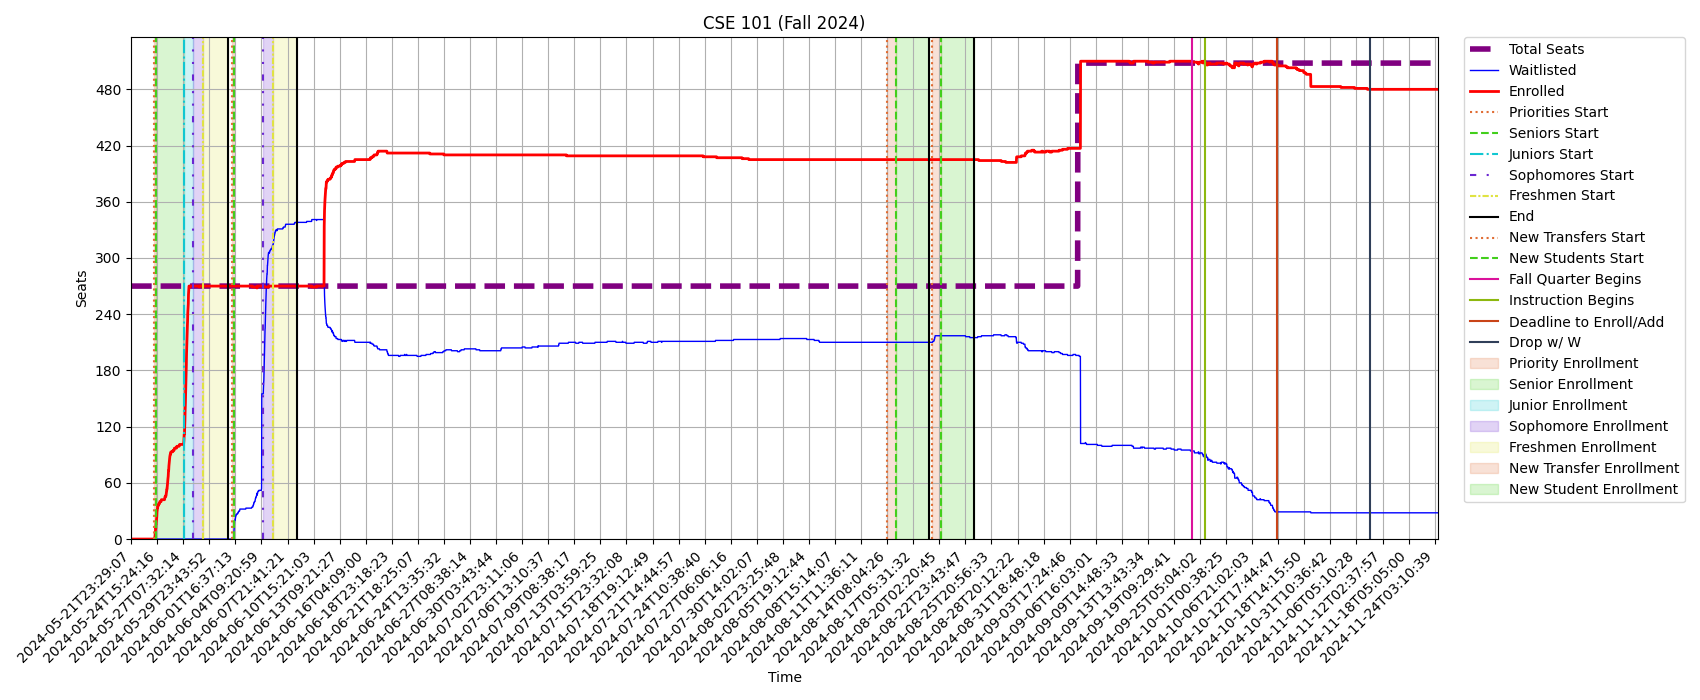 CSE 101 (Fall 2024)
Seats
480
420
360
300
240
180
120
60
0
2024-05-21T23:29:07
2024-05-24T15:24:16
2024-05-27T07:32:14
2024-05-29T23:43:52
2024-06-01T16:37:13
2024-06-04T09:20:59
2024-06-07T21:41:21
2024-06-10T15:21:03
2024-06-13T09:21:27
2024-06-16T04:09:00
2024-06-18T23:18:23
2024-06-21T18:25:07
2024-06-24T13:35:32
2024-06-27T08:38:14
2024-06-30T03:43:44
2024-07-02T23:11:06
2024-07-06T13:10:37
2024-07-09T08:38:17
2024-07-13T03:59:25
2024-07-15T23:32:08
2024-07-18T19:12:49
2024-07-21T14:44:57
2024-07-24T10:38:40
2024-07-27T06:06:16
2024-07-30T14:02:07
2024-08-02T23:25:48
2024-08-05T19:12:44
2024-08-08T15:14:07
2024-08-11T11:36:11
2024-08-14T08:04:26
2024-08-17T05:31:32
2024-08-20T02:20:45
2024-08-22T23:43:47
2024-08-25T20:56:33
2024-08-28T20:12:22
2024-08-31T18:48:18
2024-09-03T17:24:46
2024-09-06T16:03:01
2024-09-09T14:48:33
2024-09-13T13:43:34
2024-09-19T09:29:41
2024-09-25T05:04:02
2024-10-01T00:38:25
2024-10-06T21:02:03
2024-10-12T17:44:47
2024-10-18T14:15:50
2024-10-31T10:36:42
2024-11-06T05:10:28
2024-11-12T02:37:57
2024-11-18T05:05:00
2024-11-24T03:10:39
Time
Total Seats
Waitlisted
Enrolled
Priorities Start
Seniors Start
Juniors Start
Sophomores Start
Freshmen Start
End
New Transfers Start
New Students Start
Fall Quarter Begins
Instruction Begins
Deadline to Enroll/Add
Drop w/ W
Priority Enrollment
Senior Enrollment
Junior Enrollment
Sophomore Enrollment
Freshmen Enrollment
New Transfer Enrollment
New Student Enrollment